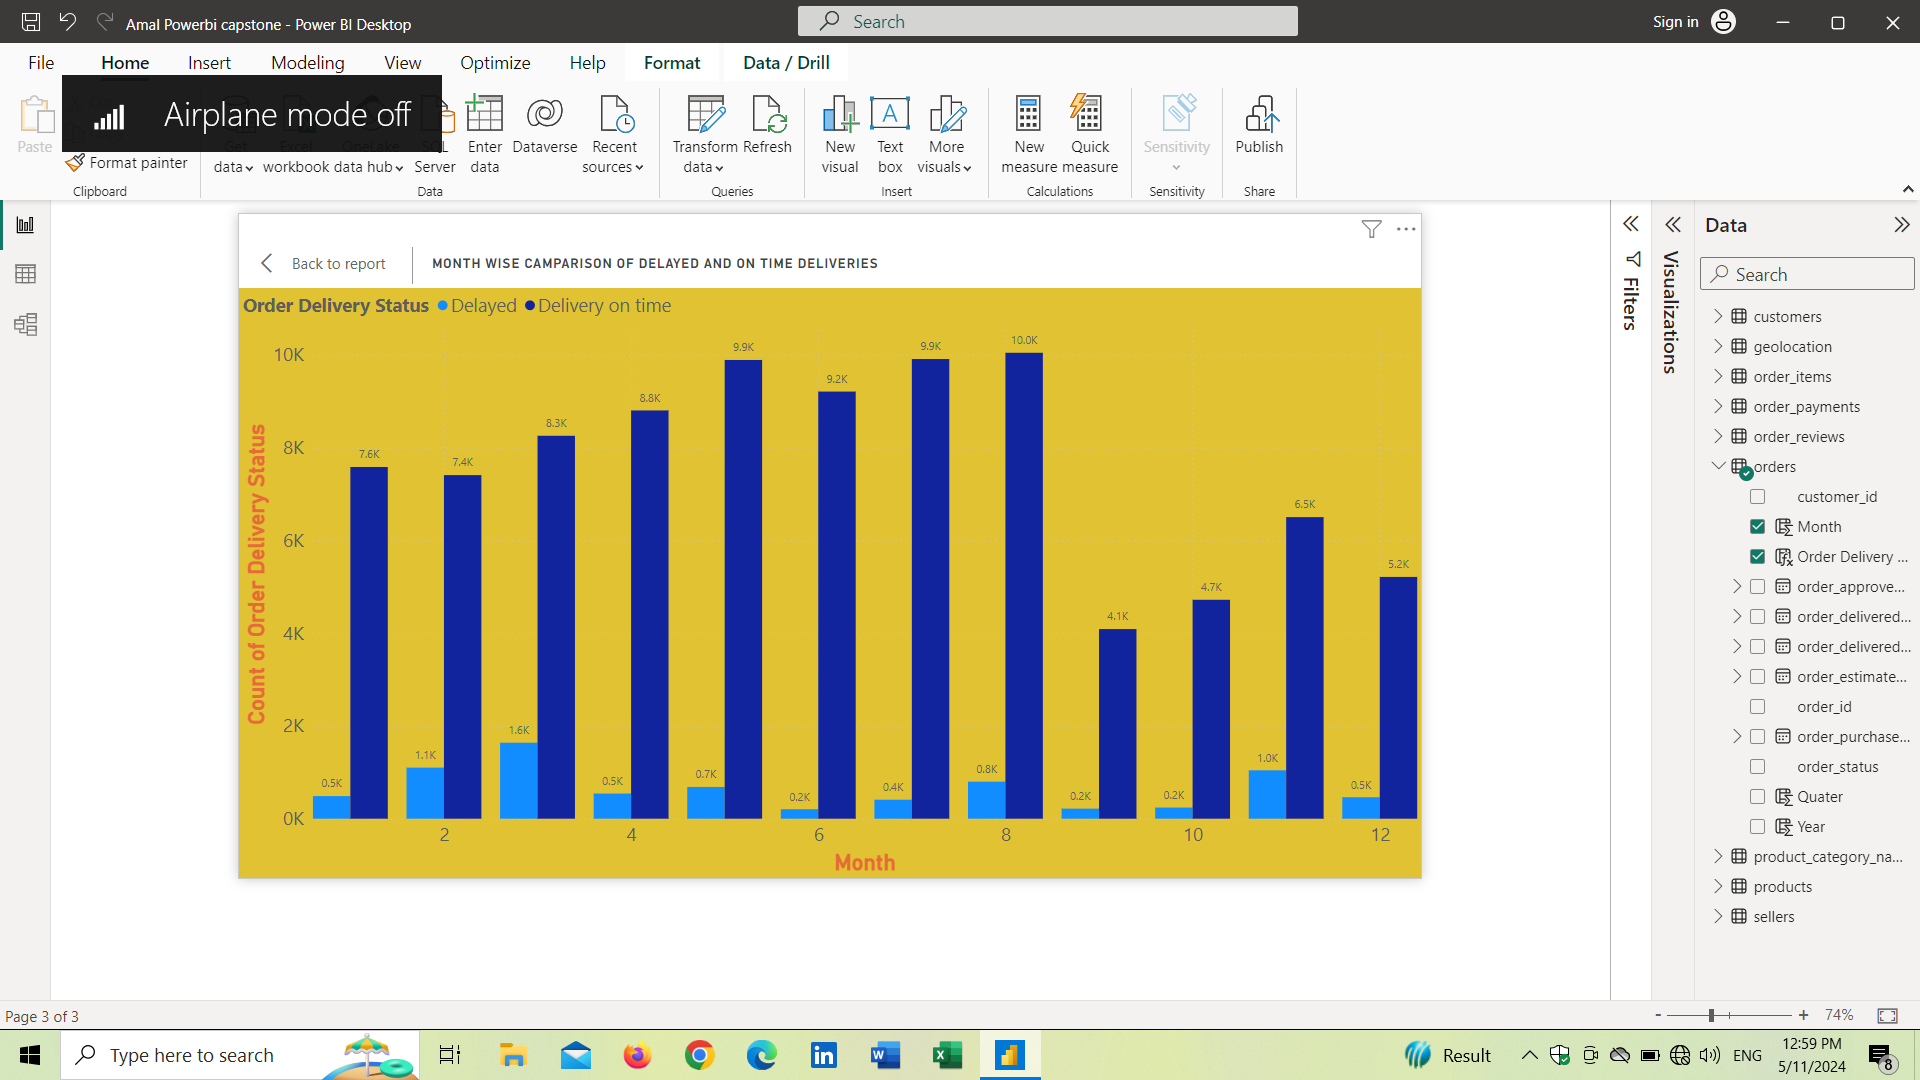 Amal Powerbi capstone - Power BI Desktop
Search
Sign in
File Home Insert Modeling View Optimize Help Format Data / Drill
Airplane mode off
Paste
Format painter
Clipboard
data
workbook
data hub
Server
Enter data
Dataverse
Recent sources
Data
Transform data
Refresh
Queries
New visual
Text box
More visuals
Insert
New measure
Quick measure
Calculations
Sensitivity
Sensitivity
Publish
Share
Back to report
MONTH WISE CAMPARISON OF DELAYED AND ON TIME DELIVERIES
Order Delivery Status Delayed Delivery on time
Count of Order Delivery Status
10K
8K
6K
4K
2K
0K
0.5K 7.6K
1.1K 7.4K
1.6K 8.3K
0.5K 8.8K
0.7K 9.9K
0.2K 9.2K
0.4K 9.9K
0.8K 10.0K
0.2K 4.1K
0.2K 4.7K
1.0K 6.5K
0.5K 5.2K
2 4 6 8 10 12
Month
Filters
Visualizations
Data
Search
customers
geolocation
order_items
order_payments
order_reviews
orders
customer_id
Month
Order Delivery ...
order_approve...
order_delivered...
order_delivered...
order_estimate...
order_id
order_purchase...
order_status
Quater
Year
product_category_na...
products
sellers
Page 3 of 3
- + 74%
Type here to search
Result
ENG
12:59 PM
5/11/2024
8